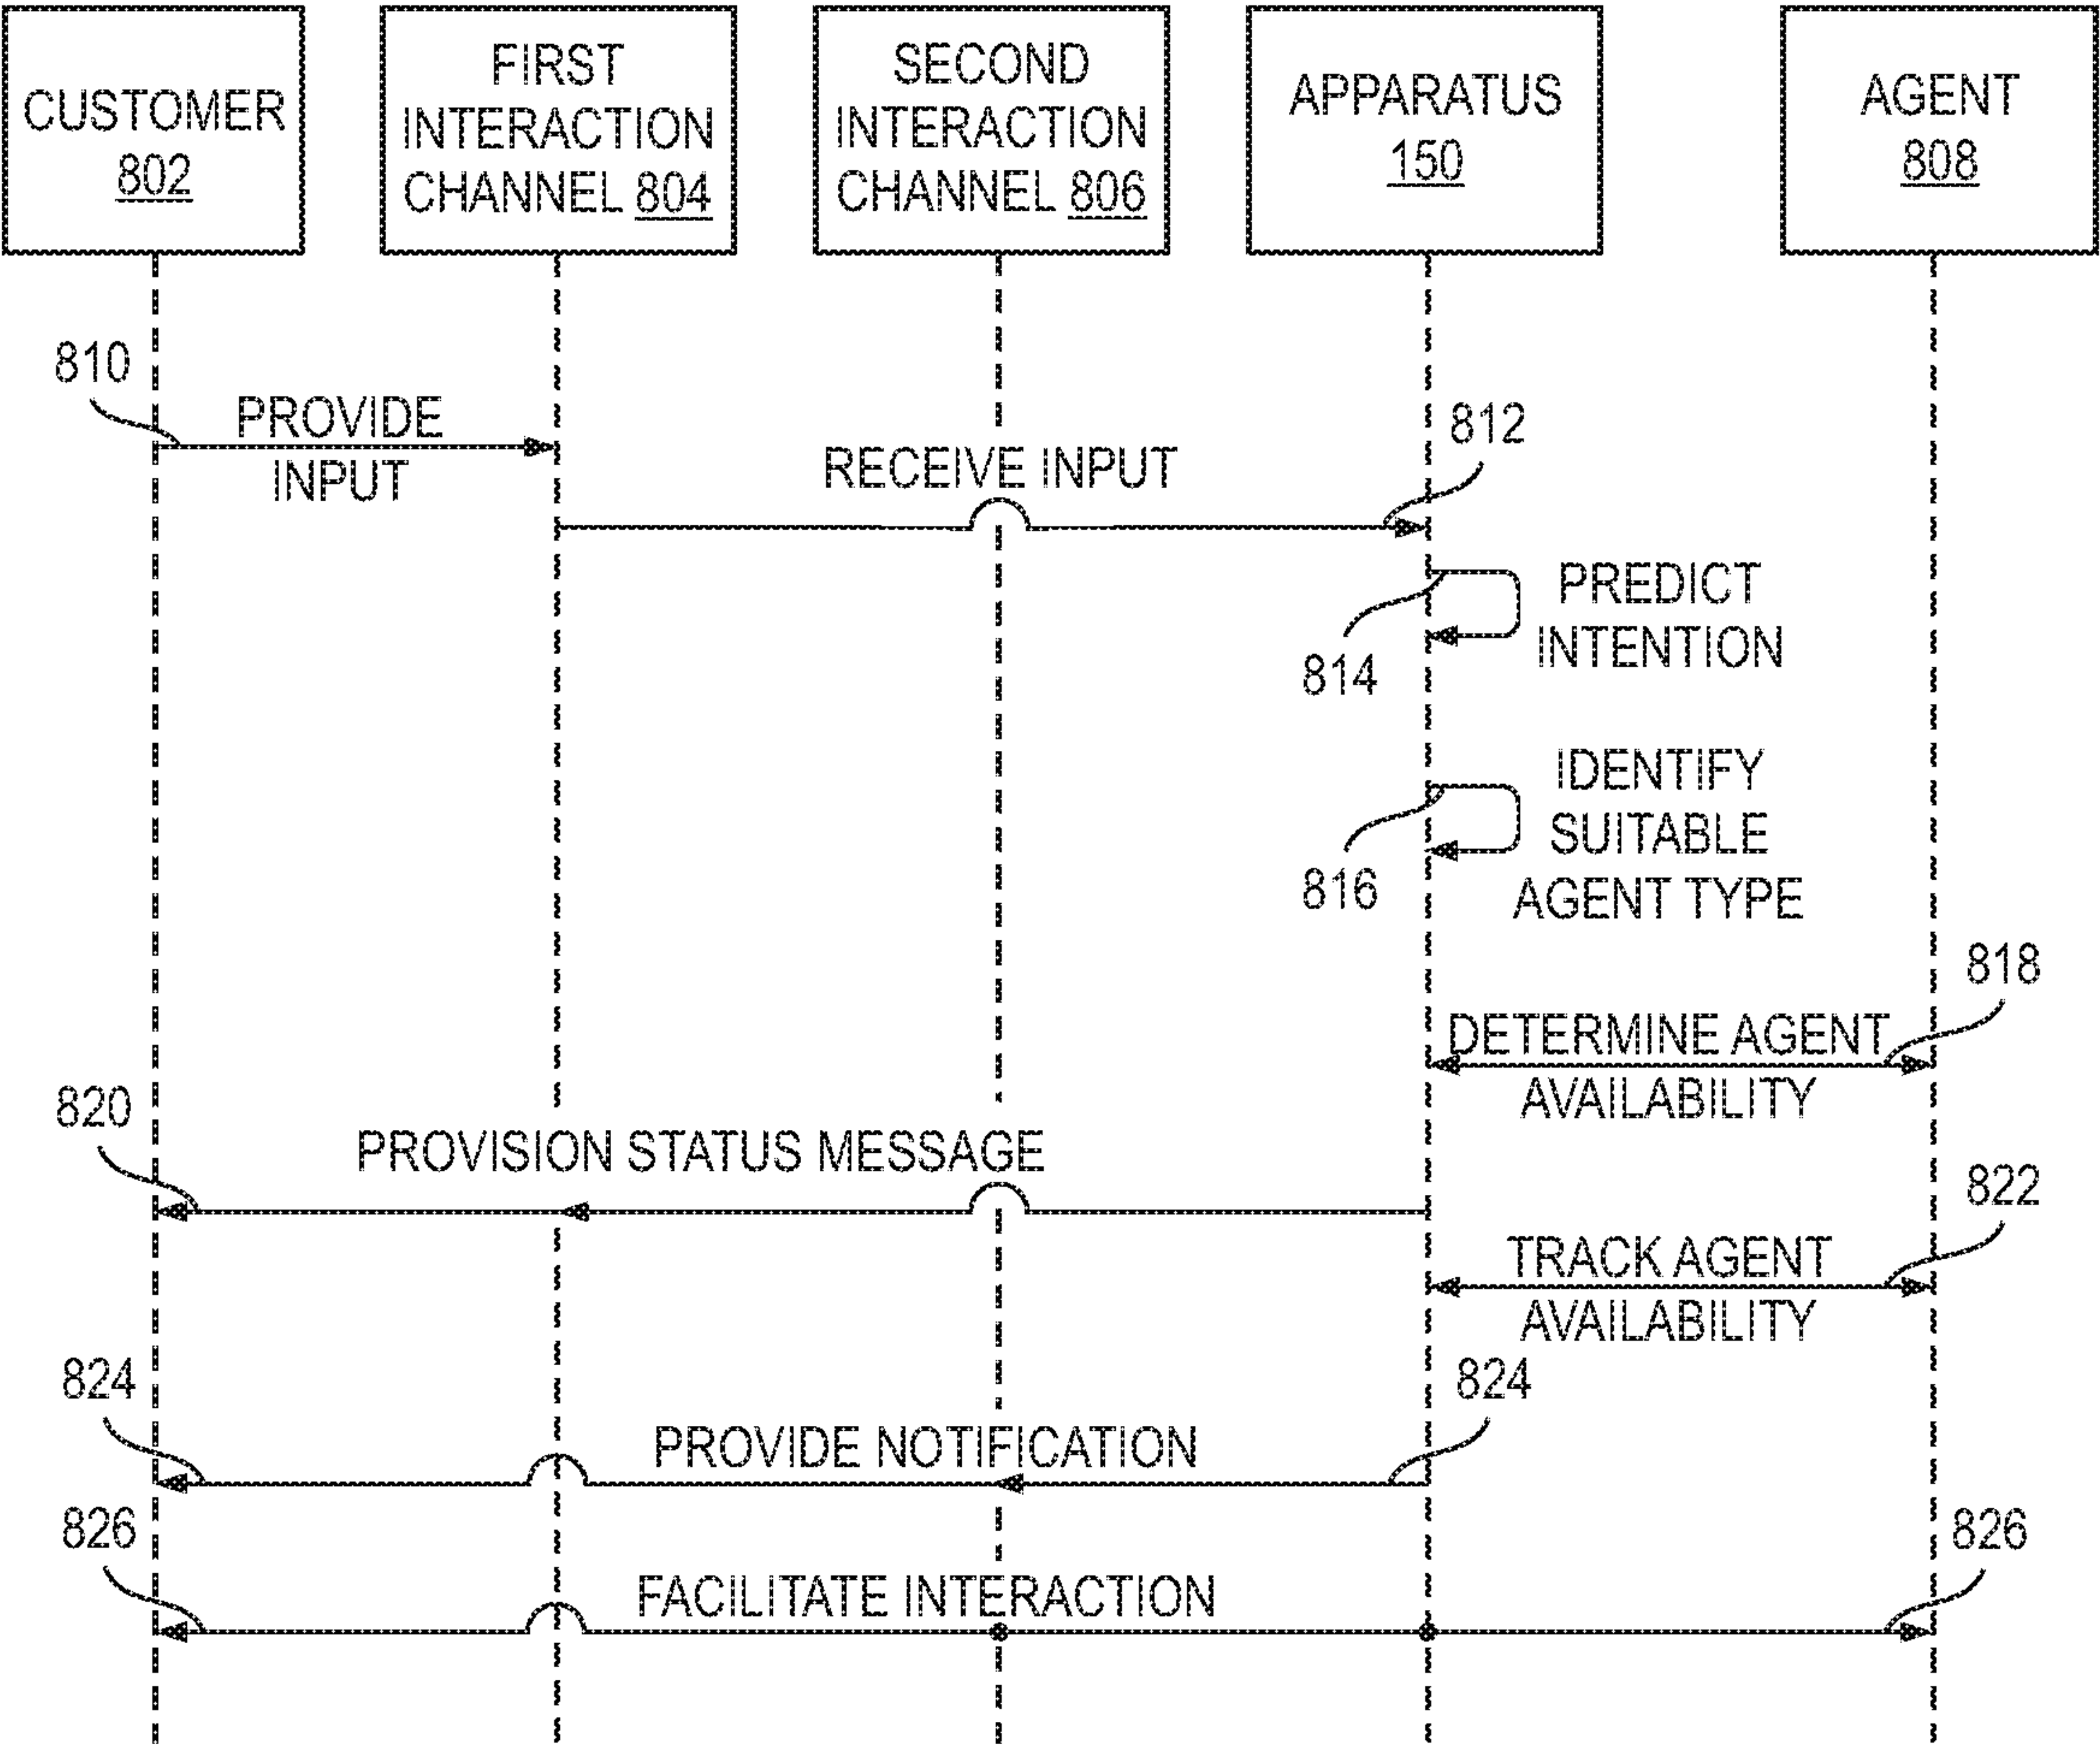 CUSTOMER
802
FIRST
INTERACTION
CHANNEL 804
SECOND
INTERACTION
CHANNEL 806
APPARATUS
150
AGENT
808
810
PROVIDE
INPUT
812
RECEIVE INPUT
814
PREDICT
INTENTION
816
IDENTIFY
SUITABLE
AGENT TYPE
818
DETERMINE AGENT
AVAILABILITY
820
PROVISION STATUS MESSAGE
822
TRACK AGENT
AVAILABILITY
824
PROVIDE NOTIFICATION
824
826
FACILITATE INTERACTION
826